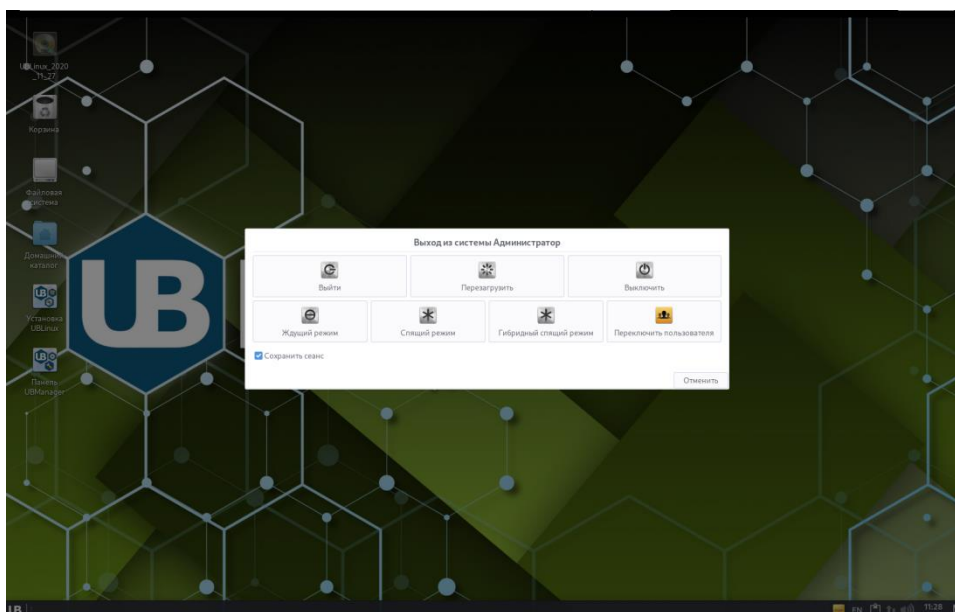 UBLinux_2020
_11_27
Корзина
Файловая
система
Домашний
каталог
Установка
UBLinux
Панель
UBManager
UB
Выход из системы Администратор
Выйти
Перезагрузить
Выключить
Ждущий режим
Спящий режим
Гибридный спящий режим
Переключить пользователя
Сохранить сеанс
Отменить
UB
EN
11:28